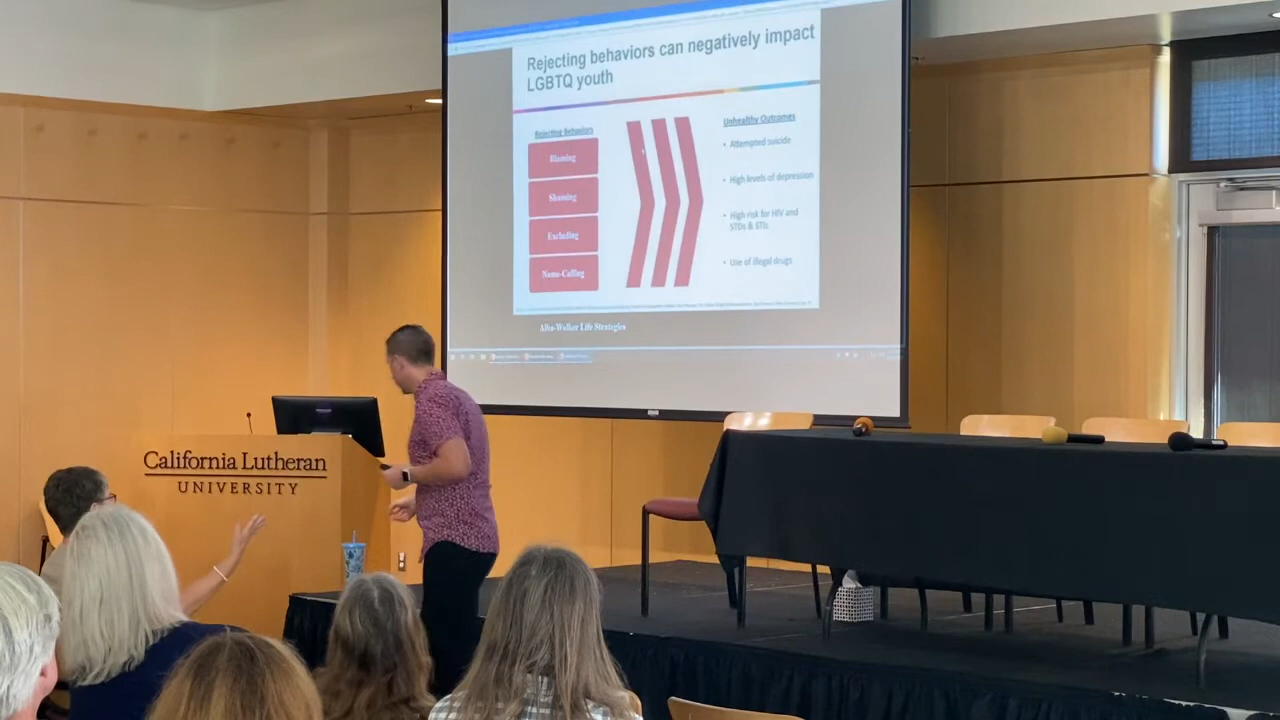 Rejecting behaviors can negatively impact
LGBTQ youth
Rejecting Behaviors
Blaming
Shaming
Excluding
Name-Calling
Unhealthy Outcomes
• Attempted suicide
• High levels of depression
• High risk for HIV and
STDs & STIs
• Use of illegal drugs
Alba-Walker Life Strategies
California Lutheran
UNIVERSITY